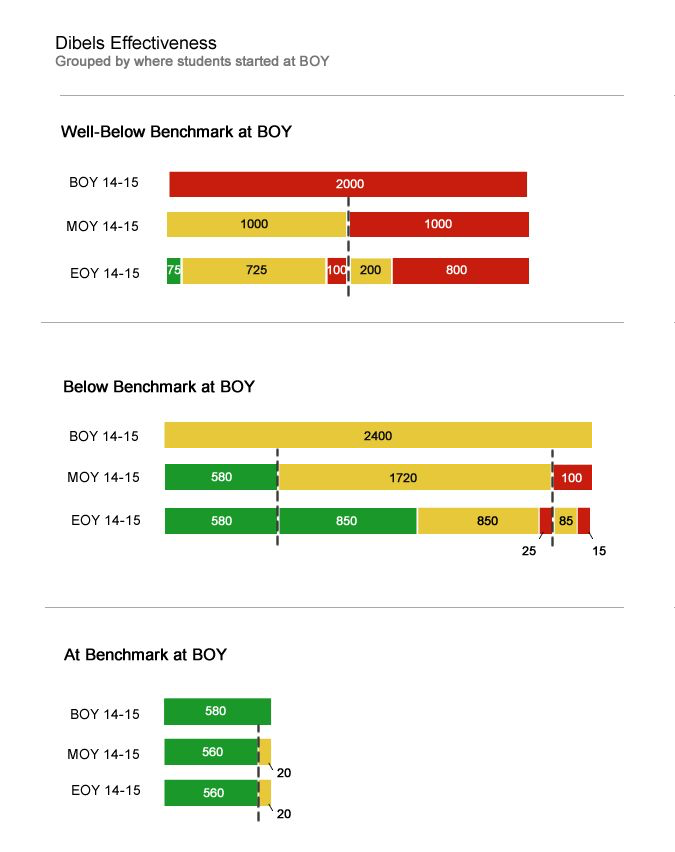 Dibels Effectiveness
Grouped by where students started at BOY
Well-Below Benchmark at BOY
BOY 14-15 2000
MOY 14-15 1000 1000
EOY 14-15 75 725 100 200 800
Below Benchmark at BOY
BOY 14-15 2400
MOY 14-15 580 1720 100
EOY 14-15 580 850 850 85
25 15
At Benchmark at BOY
BOY 14-15 580
MOY 14-15 560
20
EOY 14-15 560
20